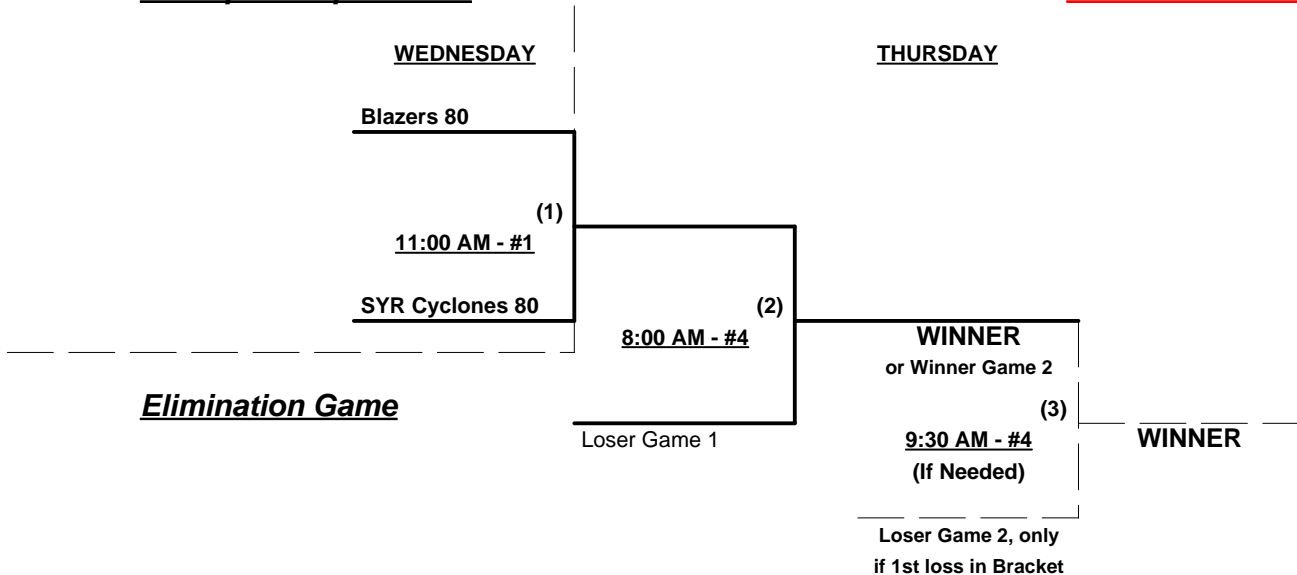 WEDNESDAY
THURSDAY
Blazers 80
(1)
11:00 AM - #1
SYR Cyclones 80
(2)
8:00 AM - #4
WINNER
or Winner Game 2
Elimination Game
(3)
Loser Game 1
9:30 AM - #4
WINNER
(If Needed)
Loser Game 2, only
if 1st loss in Bracket